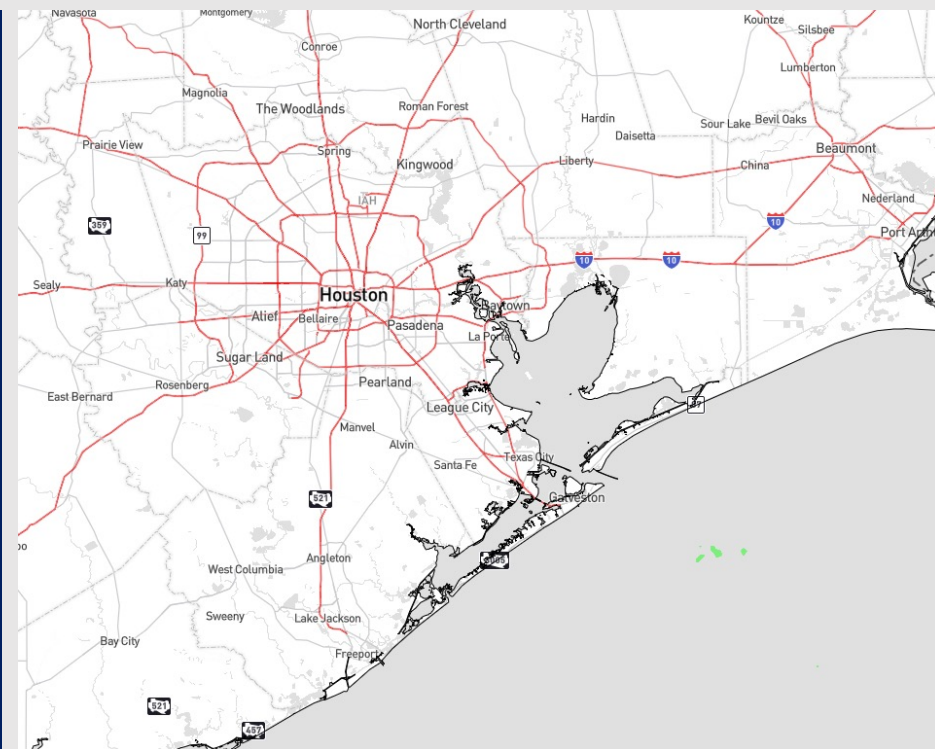 Navasota
Montgomery
North Cleveland
Kountze
Silsbee
Conroe
Lumberton
Magnolia
The Woodlands
Roman Forest
Hardin
Daisetta
Sour Lake
Bevil Oaks
Prairie View
Spring
Kingwood
Liberty
China
Beaumont
IAH
Nederland
359
99
10
Port Arth
10
10
Sealy
Katy
Houston
Baytown
Alief
Bellaire
Pasadena
La Porte
Sugar Land
Rosenberg
Pearland
East Bernard
League City
Manvel
Alvin
Santa Fe
Texas City
521
Galveston
Angleton
West Columbia
Sweeny
Lake Jackson
Bay City
Freeport
521
457